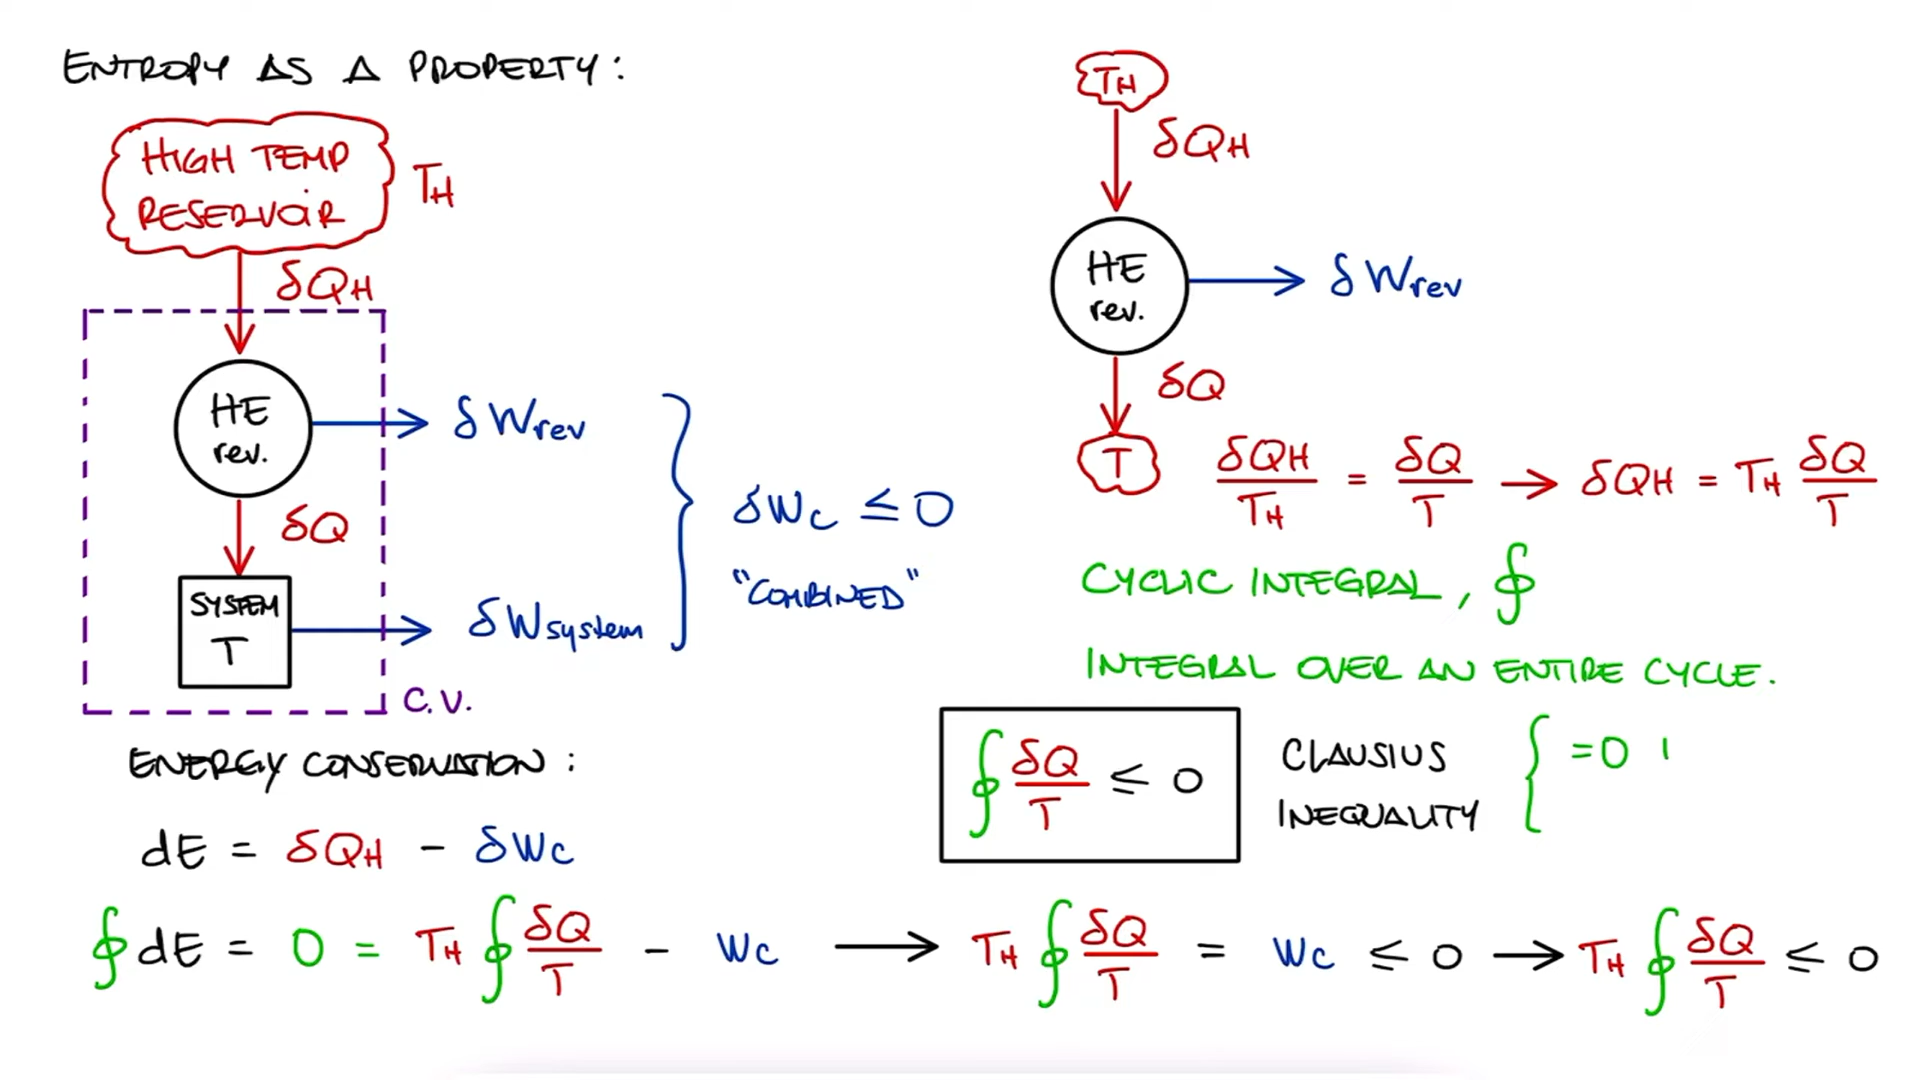 ENTROPY AS A PROPERTY:
HIGH TEMP
RESERVOIR
TH
δQH
HE
rev.
δWrev
δQ
SYSTEM
T
δWsystem
C.V.
δWc ≤ 0
"COMBINED"
ENERGY CONSERVATION:
dE = δQH - δWc
∮dE = 0 = TH ∮ δQ/T - Wc → TH ∮ δQ/T = Wc ≤ 0 → TH ∮ δQ/T ≤ 0
TH
δQH
HE
rev.
δWrev
δQ
T
δQH/TH = δQ/T → δQH = TH δQ/T
CYCLIC INTEGRAL, ∮
INTEGRAL OVER AN ENTIRE CYCLE.
∮ δQ/T ≤ 0
CLAUSIUS
INEQUALITY
{ = 0